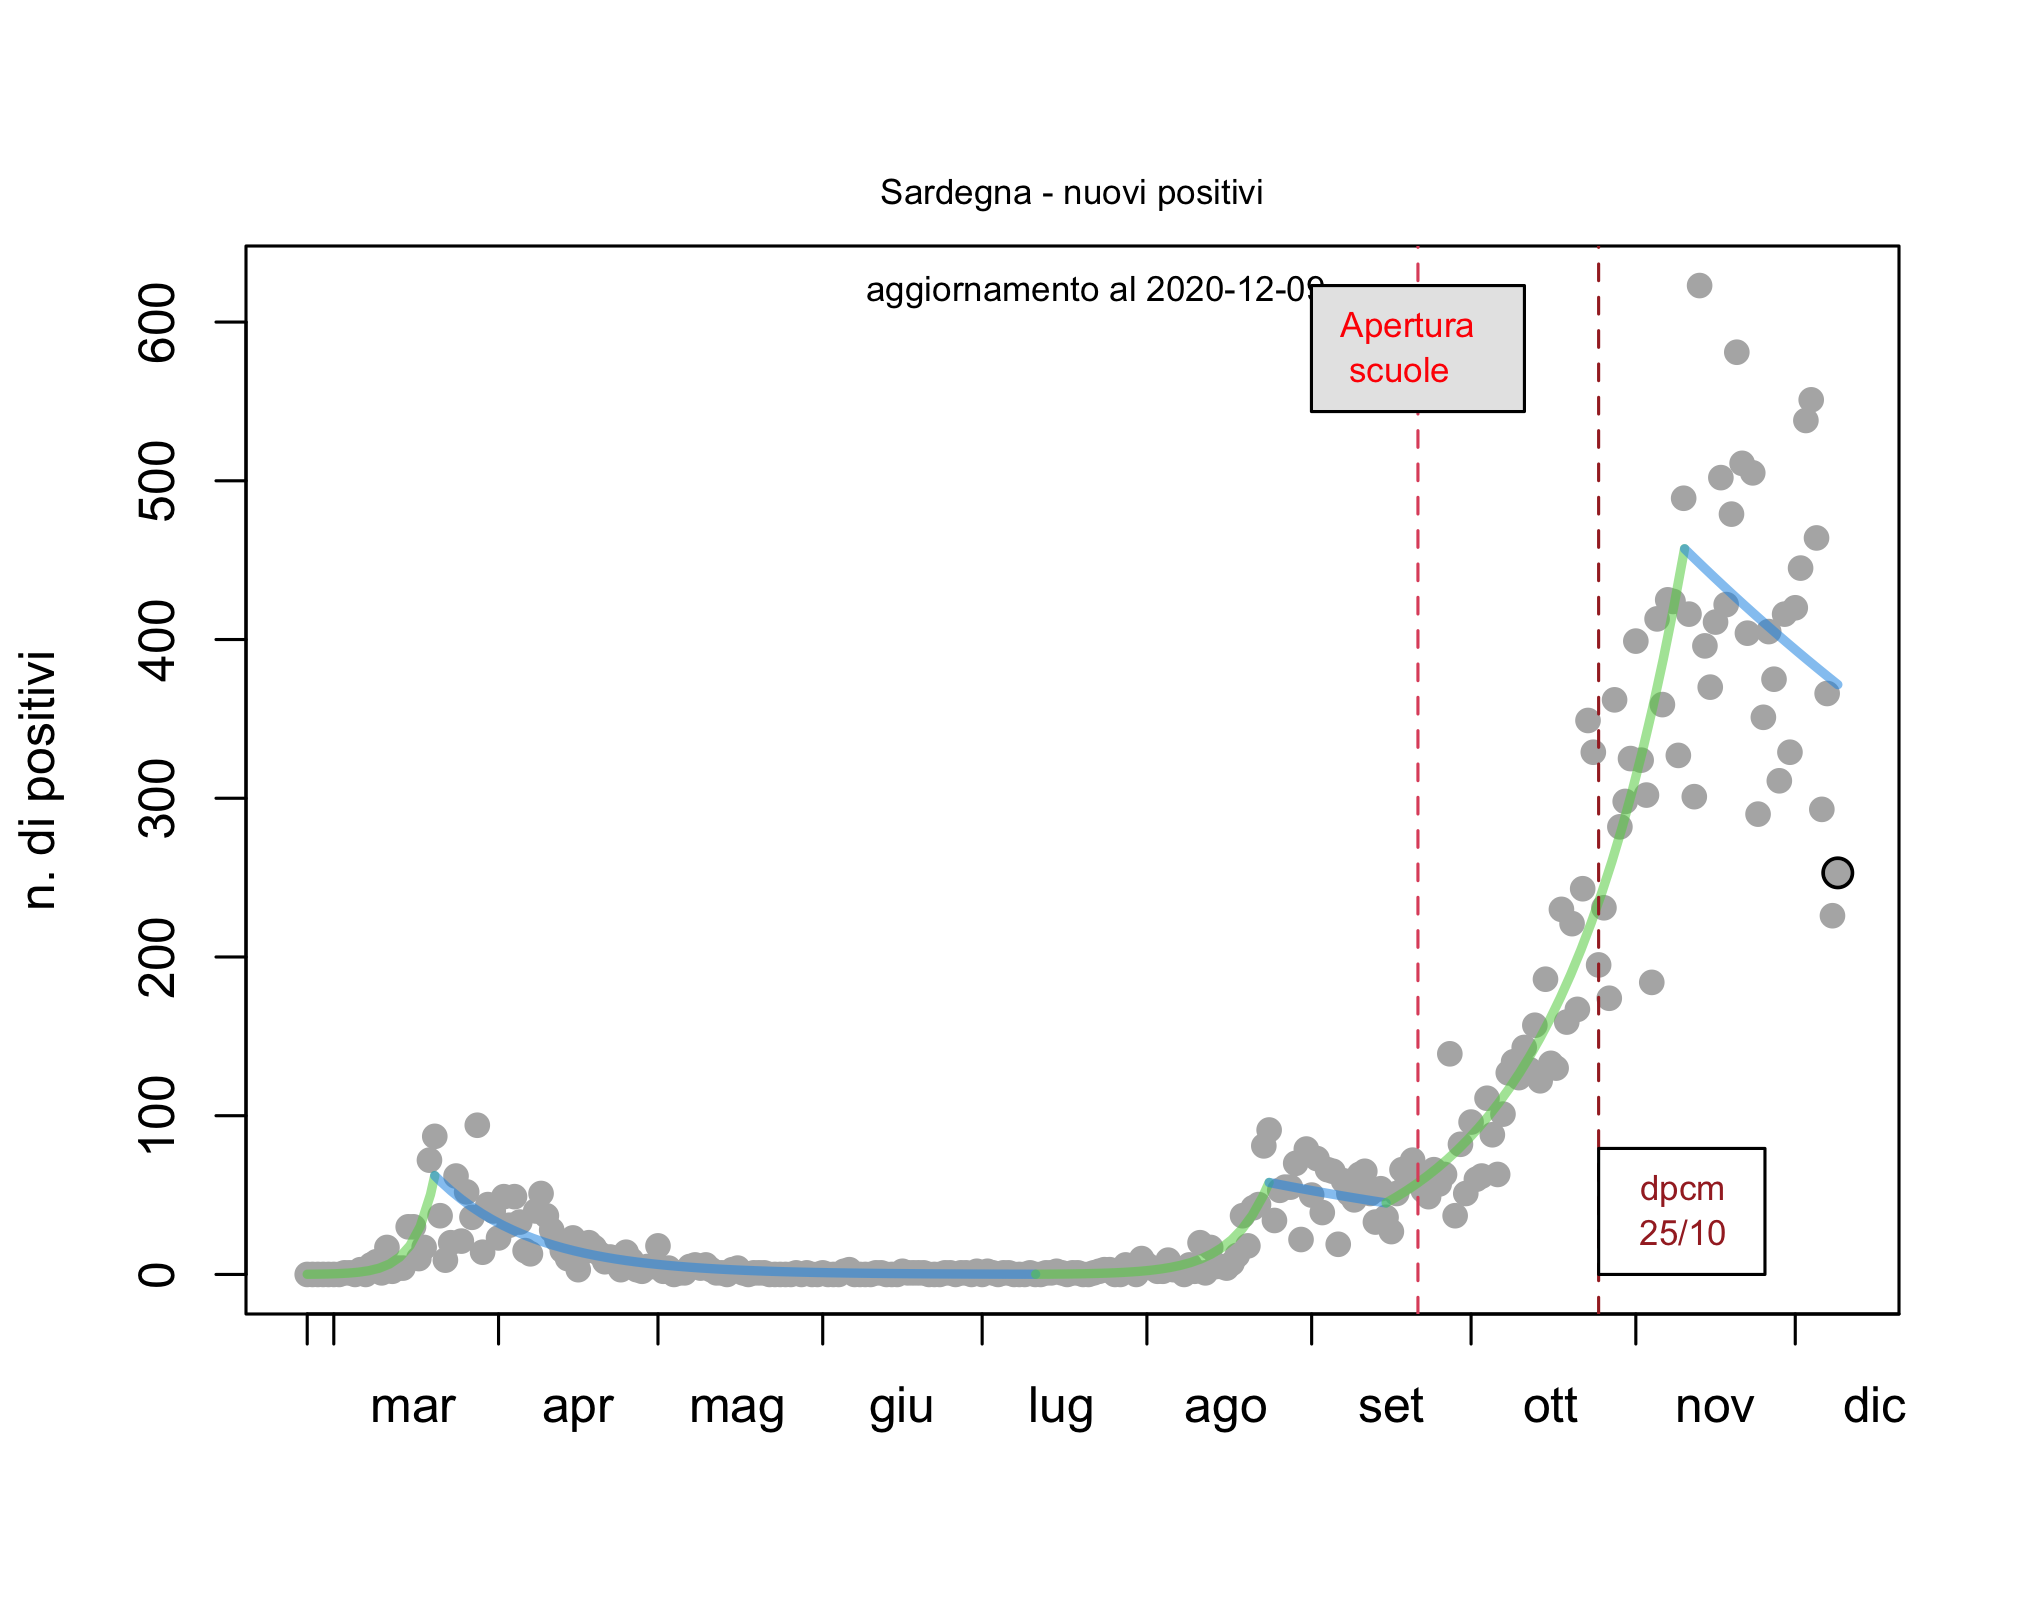 Sardegna - nuovi positivi
aggiornamento al 2020-12-09
Apertura
scuole
n. di positivi
600
500
400
300
200
100
0
dpcm
25/10
mar apr mag giu lug ago set ott nov dic